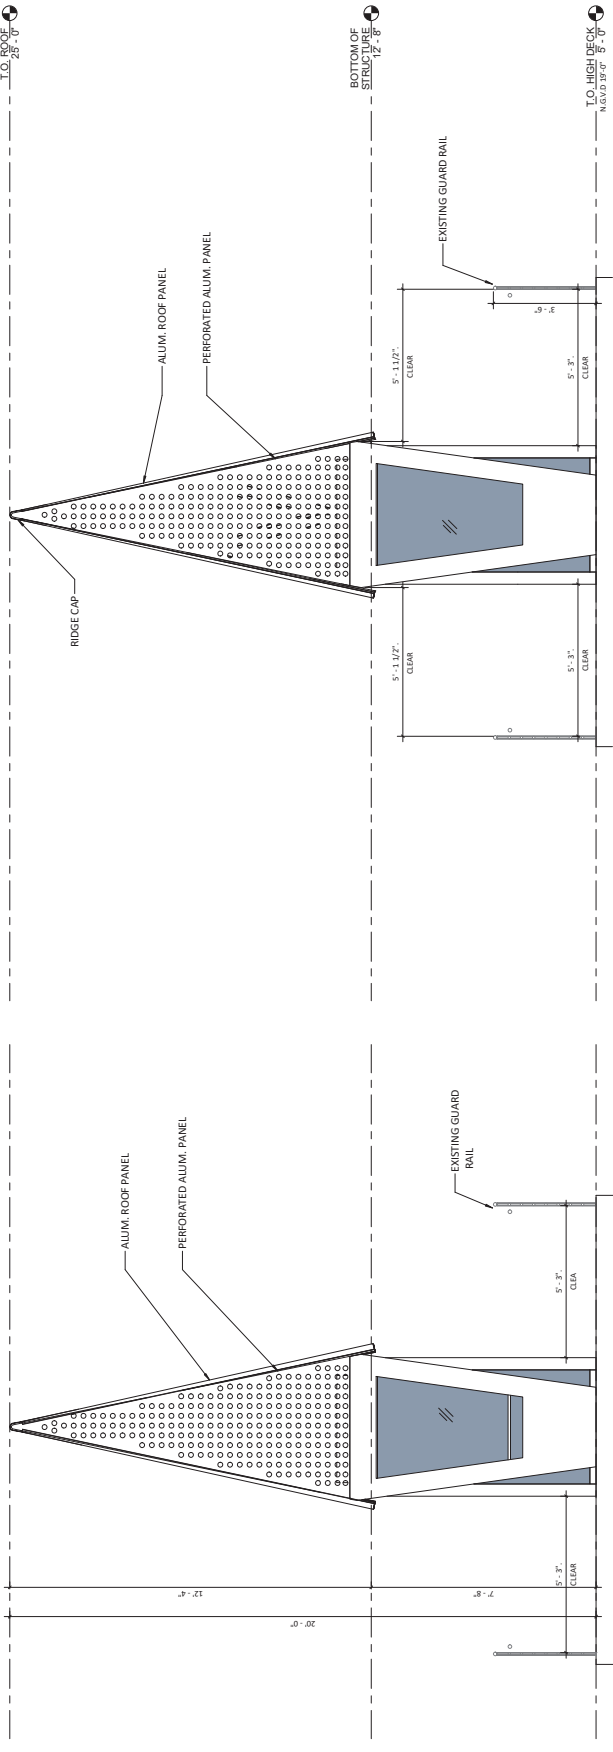 T.O. ROOF
25' - 0"
BOTTOM OF
STRUCTURE
12' - 8"
T.O. HIGH DECK
5' - 0"
N.G.V.D 19'-0"
ALUM. ROOF PANEL
PERFORATED ALUM. PANEL
EXISTING GUARD RAIL
RIDGE CAP
5' - 1 1/2".
CLEAR
5' - 3".
CLEAR
3' - 6"
5' - 1 1/2".
CLEAR
5' - 3".
CLEAR
ALUM. ROOF PANEL
PERFORATED ALUM. PANEL
EXISTING GUARD
RAIL
5' - 3".
CLEA
12' - 4"
7' - 8"
20' - 0"
5' - 3".
CLEAR